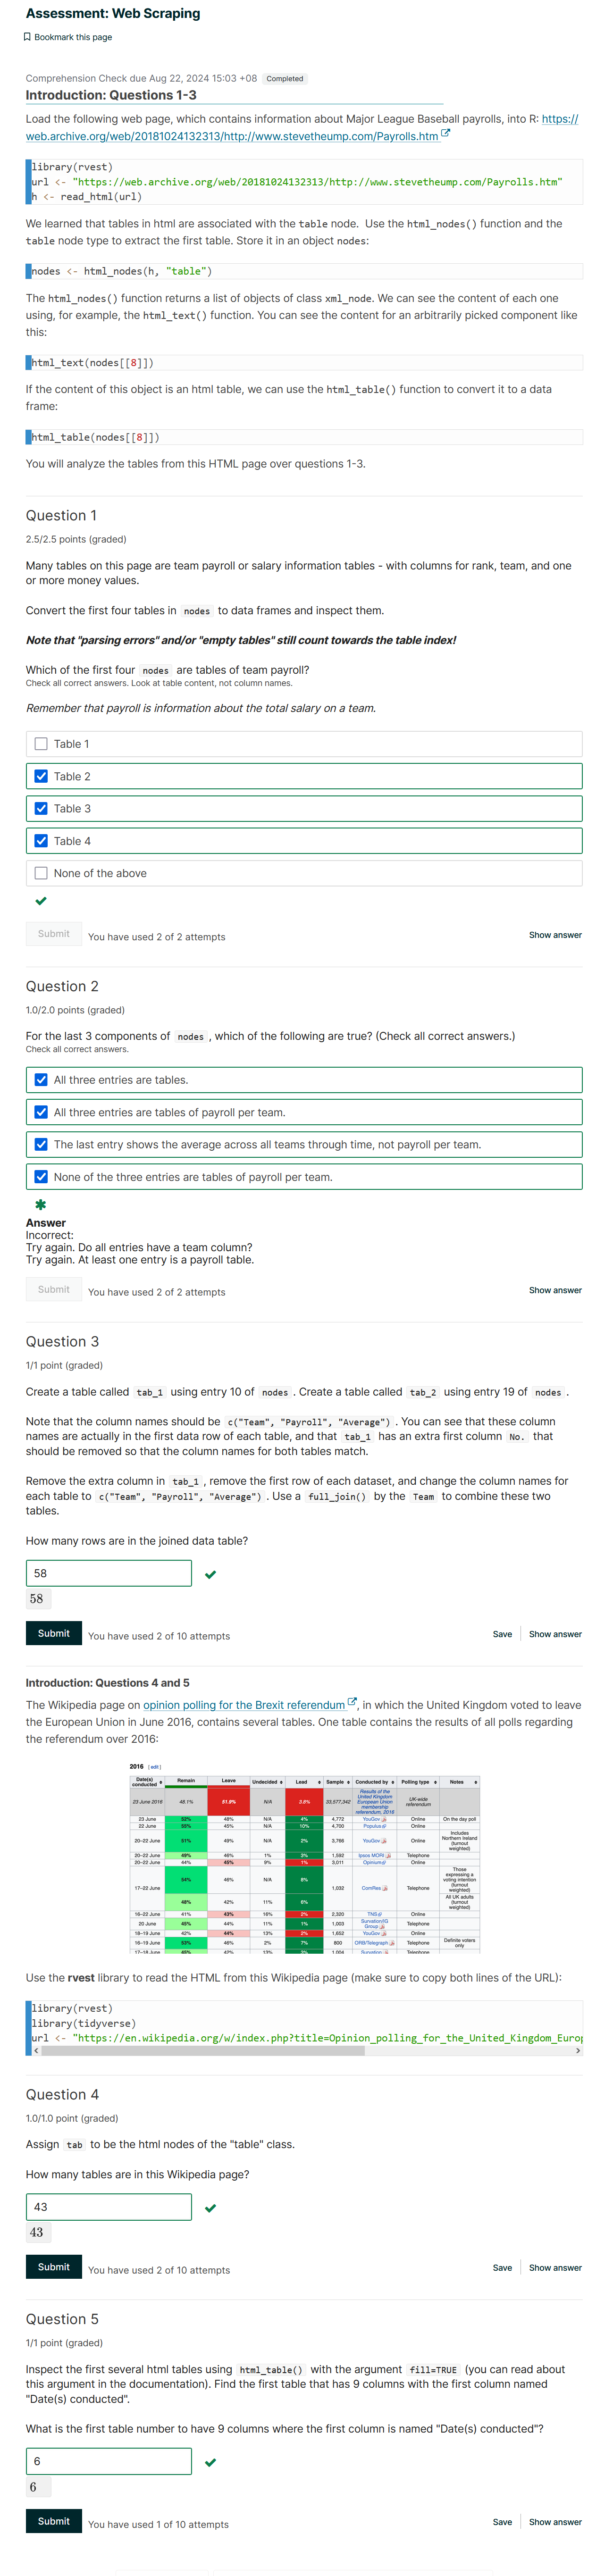 Assessment: Web Scraping
Bookmark this page
Comprehension Check due Aug 22, 2024 15:03 +08 Completed
Introduction: Questions 1-3
Load the following web page, which contains information about Major League Baseball payrolls, into R: https://
web.archive.org/web/20181024132313/http://www.stevetheump.com/Payrolls.htm
library(rvest)
url <- "https://web.archive.org/web/20181024132313/http://www.stevetheump.com/Payrolls.htm"
h <- read_html(url)
We learned that tables in html are associated with the table node. Use the html_nodes() function and the
table node type to extract the first table. Store it in an object nodes:
nodes <- html_nodes(h, "table")
The html_nodes() function returns a list of objects of class xml_node. We can see the content of each one
using, for example, the html_text() function. You can see the content for an arbitrarily picked component like
this:
html_text(nodes[[8]])
If the content of this object is an html table, we can use the html_table() function to convert it to a data
frame:
html_table(nodes[[8]])
You will analyze the tables from this HTML page over questions 1-3.
Question 1
2.5/2.5 points (graded)
Many tables on this page are team payroll or salary information tables - with columns for rank, team, and one
or more money values.
Convert the first four tables in nodes to data frames and inspect them.
Note that "parsing errors" and/or "empty tables" still count towards the table index!
Which of the first four nodes are tables of team payroll?
Check all correct answers. Look at table content, not column names.
Remember that payroll is information about the total salary on a team.
Table 1
Table 2
Table 3
Table 4
None of the above
Submit You have used 2 of 2 attempts Show answer
Question 2
1.0/2.0 points (graded)
For the last 3 components of nodes , which of the following are true? (Check all correct answers.)
Check all correct answers.
All three entries are tables.
All three entries are tables of payroll per team.
The last entry shows the average across all teams through time, not payroll per team.
None of the three entries are tables of payroll per team.
Answer
Incorrect:
Try again. Do all entries have a team column?
Try again. At least one entry is a payroll table.
Submit You have used 2 of 2 attempts Show answer
Question 3
1/1 point (graded)
Create a table called tab_1 using entry 10 of nodes . Create a table called tab_2 using entry 19 of nodes .
Note that the column names should be c("Team", "Payroll", "Average") . You can see that these column
names are actually in the first data row of each table, and that tab_1 has an extra first column No. that
should be removed so that the column names for both tables match.
Remove the extra column in tab_1 , remove the first row of each dataset, and change the column names for
each table to c("Team", "Payroll", "Average") . Use a full_join() by the Team to combine these two
tables.
How many rows are in the joined data table?
58
58
Submit You have used 2 of 10 attempts Save Show answer
Introduction: Questions 4 and 5
The Wikipedia page on opinion polling for the Brexit referendum , in which the United Kingdom voted to leave
the European Union in June 2016, contains several tables. One table contains the results of all polls regarding
the referendum over 2016:
2016 [edit]
Date(s) conducted Remain Leave Undecided Lead Sample Conducted by Polling type Notes
23 June 2016 48.1% 51.9% N/A 3.8% 33,577,342 Results of the United Kingdom European Union membership referendum, 2016 UK-wide referendum
23 June 52% 48% N/A 4% 4,772 YouGov Online On the day poll
22 June 55% 45% N/A 10% 4,700 Populus Online
20–22 June 51% 49% N/A 2% 3,766 YouGov Online Includes Northern Ireland (turnout weighted)
20–22 June 49% 46% 1% 3% 1,592 Ipsos MORI Telephone
20–22 June 44% 45% 9% 1% 3,011 Opinium Online
17–22 June 54% 46% N/A 8% 1,032 ComRes Telephone Those expressing a voting intention (turnout weighted)
48% 42% 11% 6% All UK adults (turnout weighted)
16–22 June 41% 43% 16% 2% 2,320 TNS Online
20 June 45% 44% 11% 1% 1,003 Survation/IG Group Telephone
18–19 June 42% 44% 13% 2% 1,652 YouGov Online
16–19 June 53% 46% 2% 7% 800 ORB/Telegraph Telephone Definite voters only
17–18 June 45% 42% 13% 3% 1,004 Survation Telephone
Use the rvest library to read the HTML from this Wikipedia page (make sure to copy both lines of the URL):
library(rvest)
library(tidyverse)
url <- "https://en.wikipedia.org/w/index.php?title=Opinion_polling_for_the_United_Kingdom_Europ
Question 4
1.0/1.0 point (graded)
Assign tab to be the html nodes of the "table" class.
How many tables are in this Wikipedia page?
43
43
Submit You have used 2 of 10 attempts Save Show answer
Question 5
1/1 point (graded)
Inspect the first several html tables using html_table() with the argument fill=TRUE (you can read about
this argument in the documentation). Find the first table that has 9 columns with the first column named
"Date(s) conducted".
What is the first table number to have 9 columns where the first column is named "Date(s) conducted"?
6
6
Submit You have used 1 of 10 attempts Save Show answer